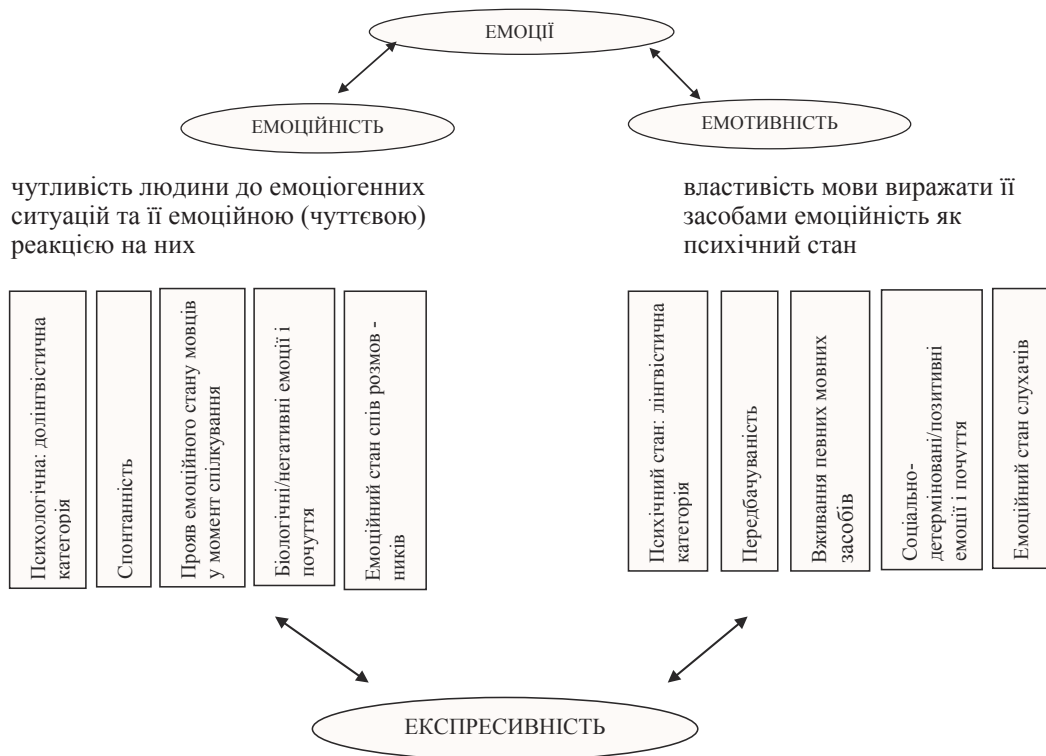 ЕМОЦІЇ
ЕМОЦІЙНІСТЬ
ЕМОТИВНІСТЬ
чутливість людини до емоціогенних
ситуацій та її емоційною (чуттєвою)
реакцією на них
властивість мови виражати її
засобами емоційність як
психічний стан
Психологічна: долінгвістична
категорія
Спонтанність
Прояв емоційного стану мовців
у момент спілкування
Біологічні/негативні емоції і
почуття
Емоційний стан спів розмов -
ників
Психічний стан: лінгвістична
категорія
Передбачуваність
Вживання певних мовних
засобів
Соціально-
детерміновані/позитивні
емоції і почуття
Емоційний стан слухачів
ЕКСПРЕСИВНІСТЬ